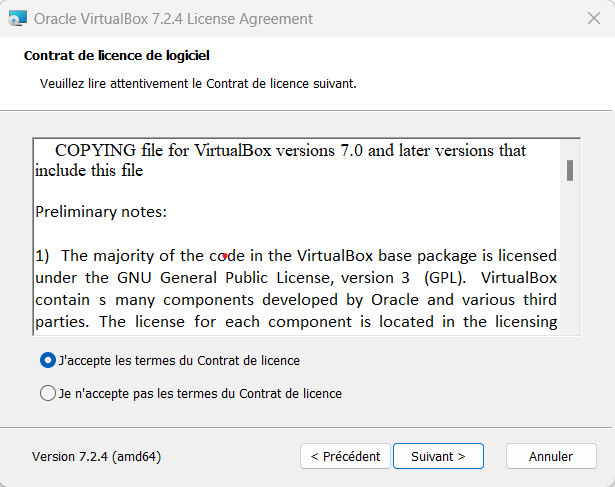 Oracle VirtualBox 7.2.4 License Agreement
Contrat de licence de logiciel
Veuillez lire attentivement le Contrat de licence suivant.
COPYING file for VirtualBox versions 7.0 and later versions that
include this file
Preliminary notes:
1) The majority of the code in the VirtualBox base package is licensed
under the GNU General Public License, version 3 (GPL). VirtualBox
contain s many components developed by Oracle and various third
parties. The license for each component is located in the licensing
J'accepte les termes du Contrat de licence
Je n'accepte pas les termes du Contrat de licence
Version 7.2.4 (amd64)
< Précédent
Suivant >
Annuler